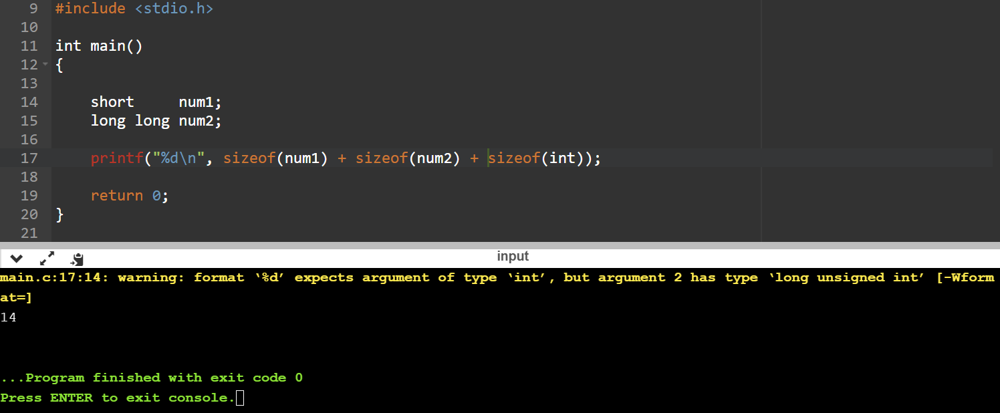 9 #include <stdio.h>
10
11 int main()
12 {
13
14     short     num1;
15     long long num2;
16
17     printf("%d\n", sizeof(num1) + sizeof(num2) + sizeof(int));
18
19     return 0;
20 }
21
input
main.c:17:14: warning: format ‘%d’ expects argument of type ‘int’, but argument 2 has type ‘long unsigned int’ [-Wform
at=]
14
...Program finished with exit code 0
Press ENTER to exit console.